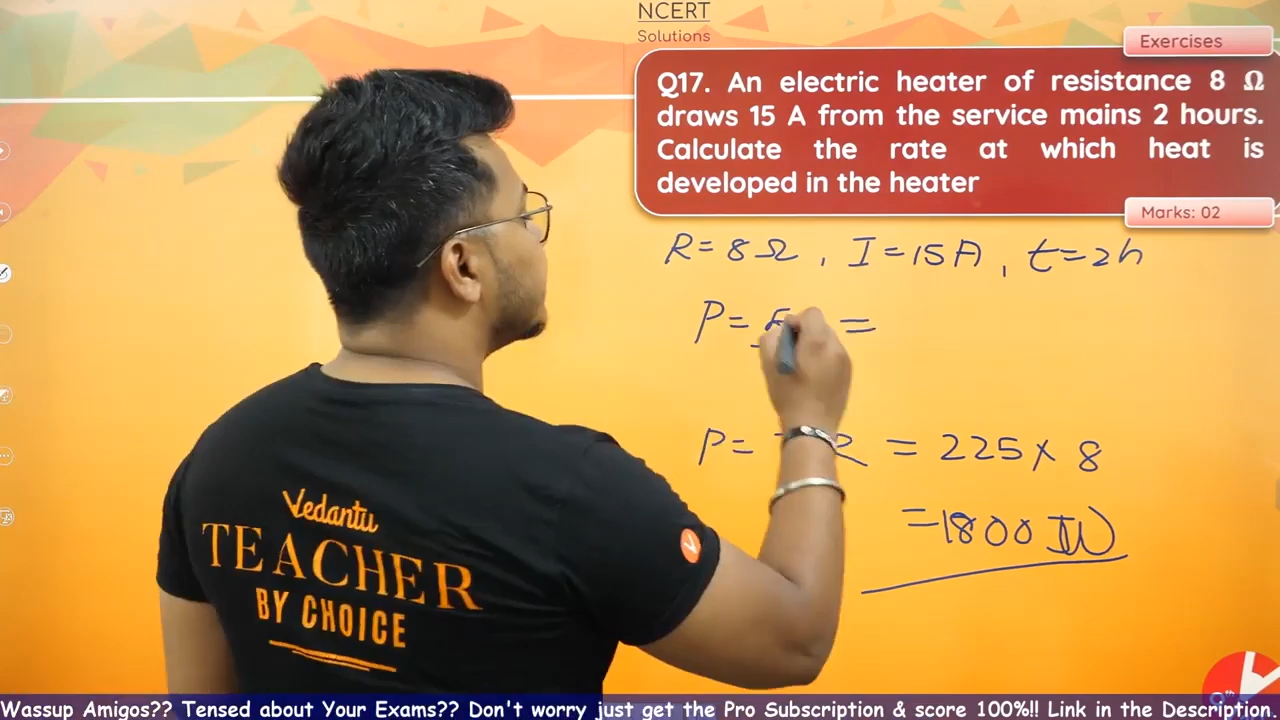 NCERT
Solutions
Exercises
Q17. An electric heater of resistance 8 Ω
draws 15 A from the service mains 2 hours.
Calculate the rate at which heat is
developed in the heater
Marks: 02
R=8Ω, I=15A, t=2h
P= =
P= R = 225 × 8
=1800 W
Vedantu
TEACHER
BY CHOICE
Wassup Amigos?? Tensed about Your Exams?? Don't worry just get the Pro Subscription & score 100%!! Link in the Description